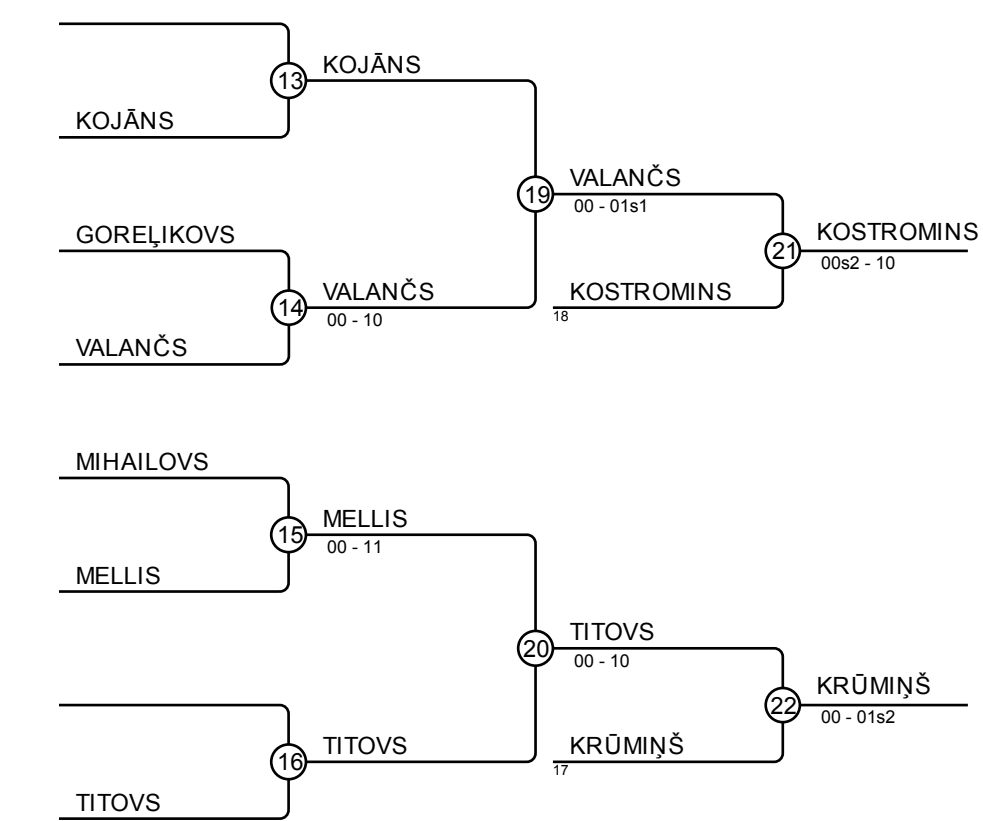 KOJĀNS
13
KOJĀNS
VALANČS
19
00 - 01s1
GOREĻIKOVS
KOSTROMINS
21
00s2 - 10
VALANČS
KOSTROMINS
14
00 - 10
18
VALANČS
MIHAILOVS
MELLIS
15
00 - 11
MELLIS
TITOVS
20
00 - 10
KRŪMIŅŠ
22
00 - 01s2
TITOVS
KRŪMIŅŠ
16
17
TITOVS